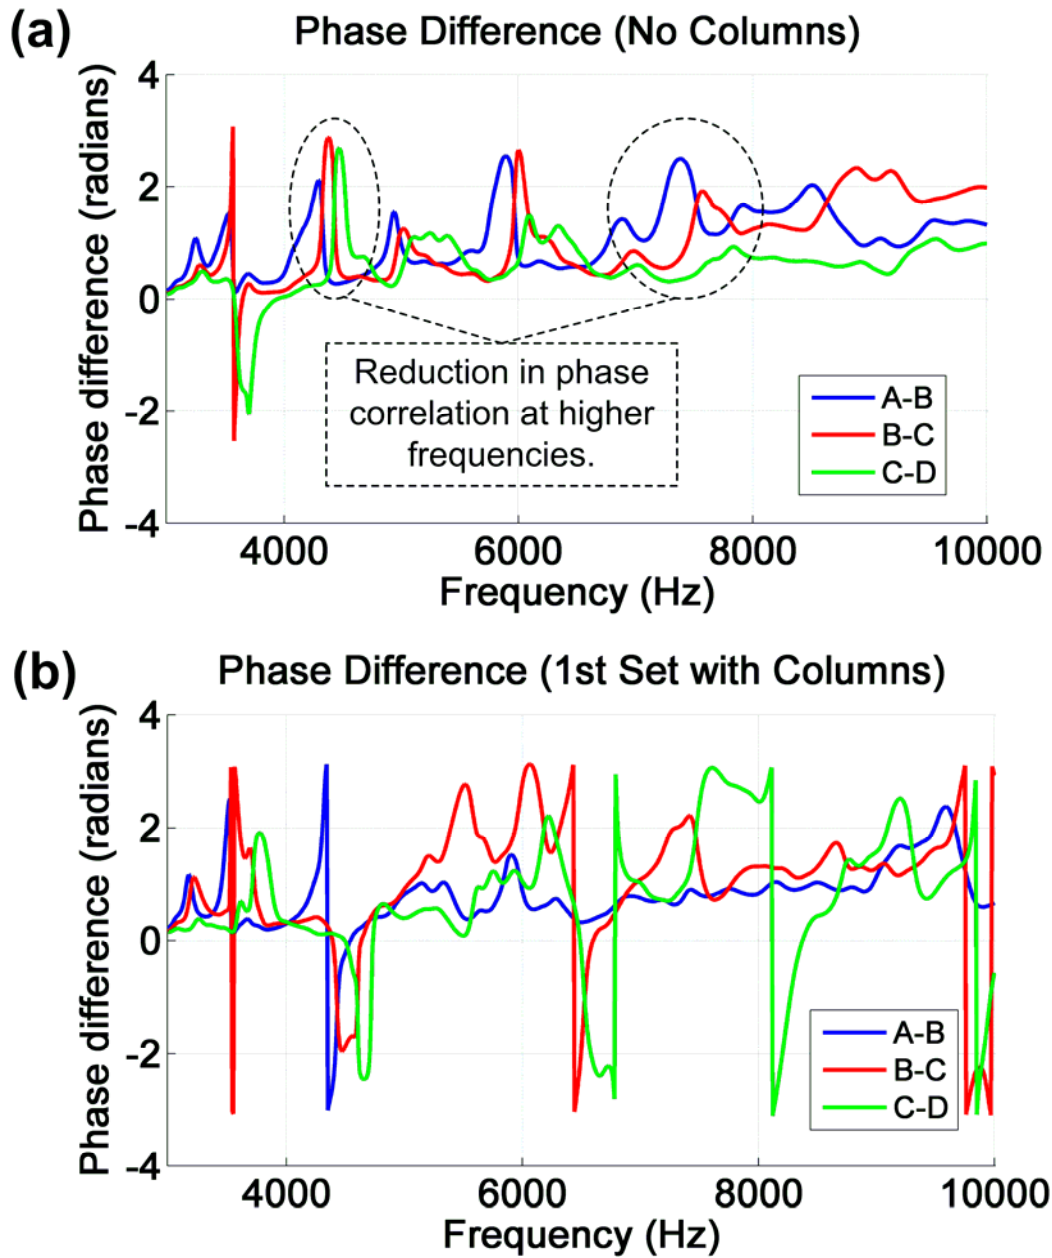 (a)
Phase Difference (No Columns)
Phase difference (radians)
4
2
0
-2
-4
4000 6000 8000 10000
Frequency (Hz)
Reduction in phase
correlation at higher
frequencies.
A-B
B-C
C-D
(b)
Phase Difference (1st Set with Columns)
Phase difference (radians)
4
2
0
-2
-4
4000 6000 8000 10000
Frequency (Hz)
A-B
B-C
C-D